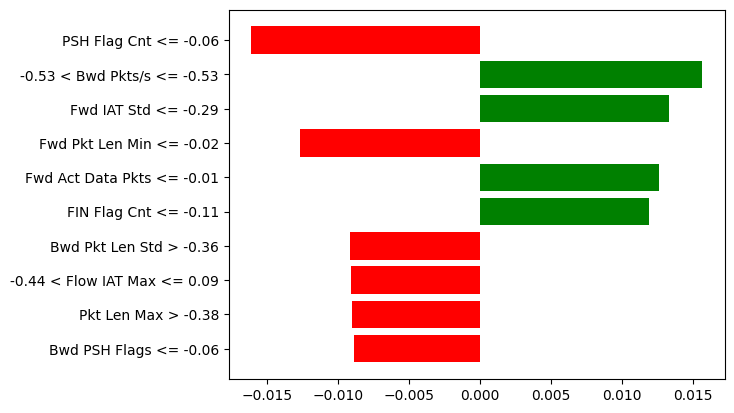 PSH Flag Cnt <= -0.06
-0.53 < Bwd Pkts/s <= -0.53
Fwd IAT Std <= -0.29
Fwd Pkt Len Min <= -0.02
Fwd Act Data Pkts <= -0.01
FIN Flag Cnt <= -0.11
Bwd Pkt Len Std > -0.36
-0.44 < Flow IAT Max <= 0.09
Pkt Len Max > -0.38
Bwd PSH Flags <= -0.06
−0.015 −0.010 −0.005 0.000 0.005 0.010 0.015